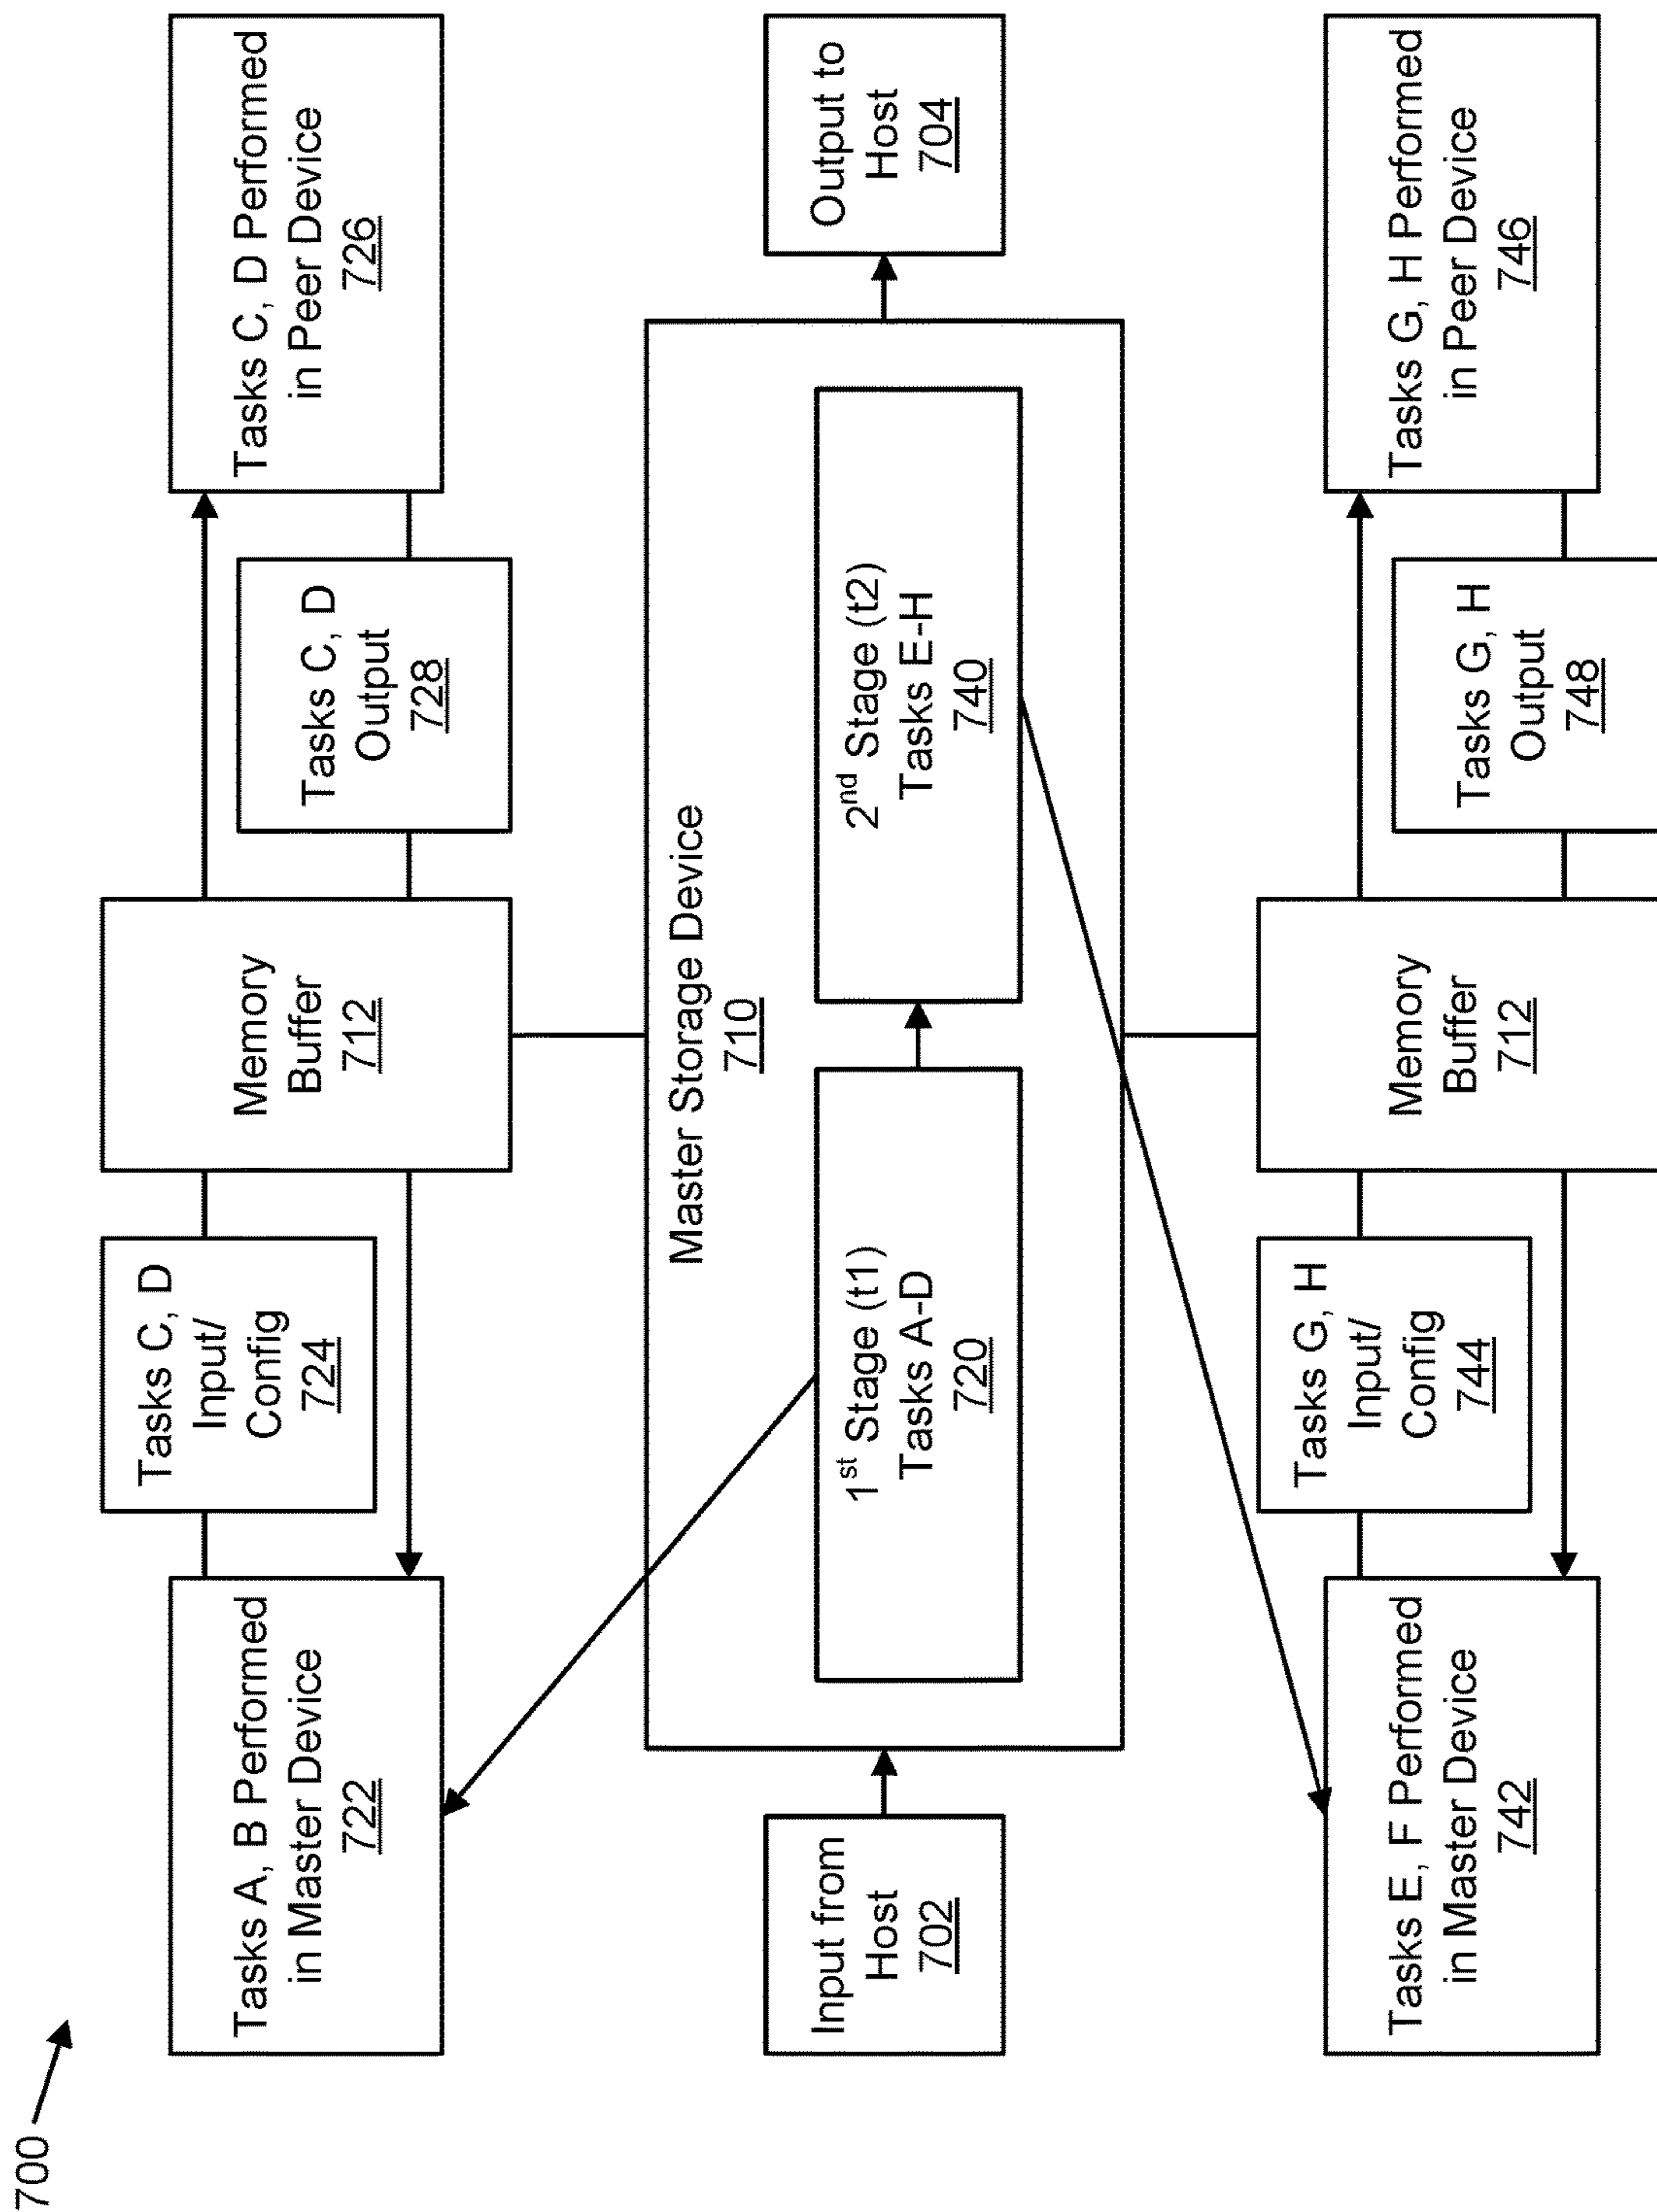 700
Tasks A, B Performed
in Master Device
722
Tasks C, D
Input/
Config
724
Memory
Buffer
712
Tasks C, D
Output
728
Tasks C, D Performed
in Peer Device
726
Input from
Host
702
Master Storage Device
710
1st Stage (t1)
Tasks A-D
720
2nd Stage (t2)
Tasks E-H
740
Output to
Host
704
Tasks E, F Performed
in Master Device
742
Tasks G, H
Input/
Config
744
Memory
Buffer
712
Tasks G, H
Output
748
Tasks G, H Performed
in Peer Device
746